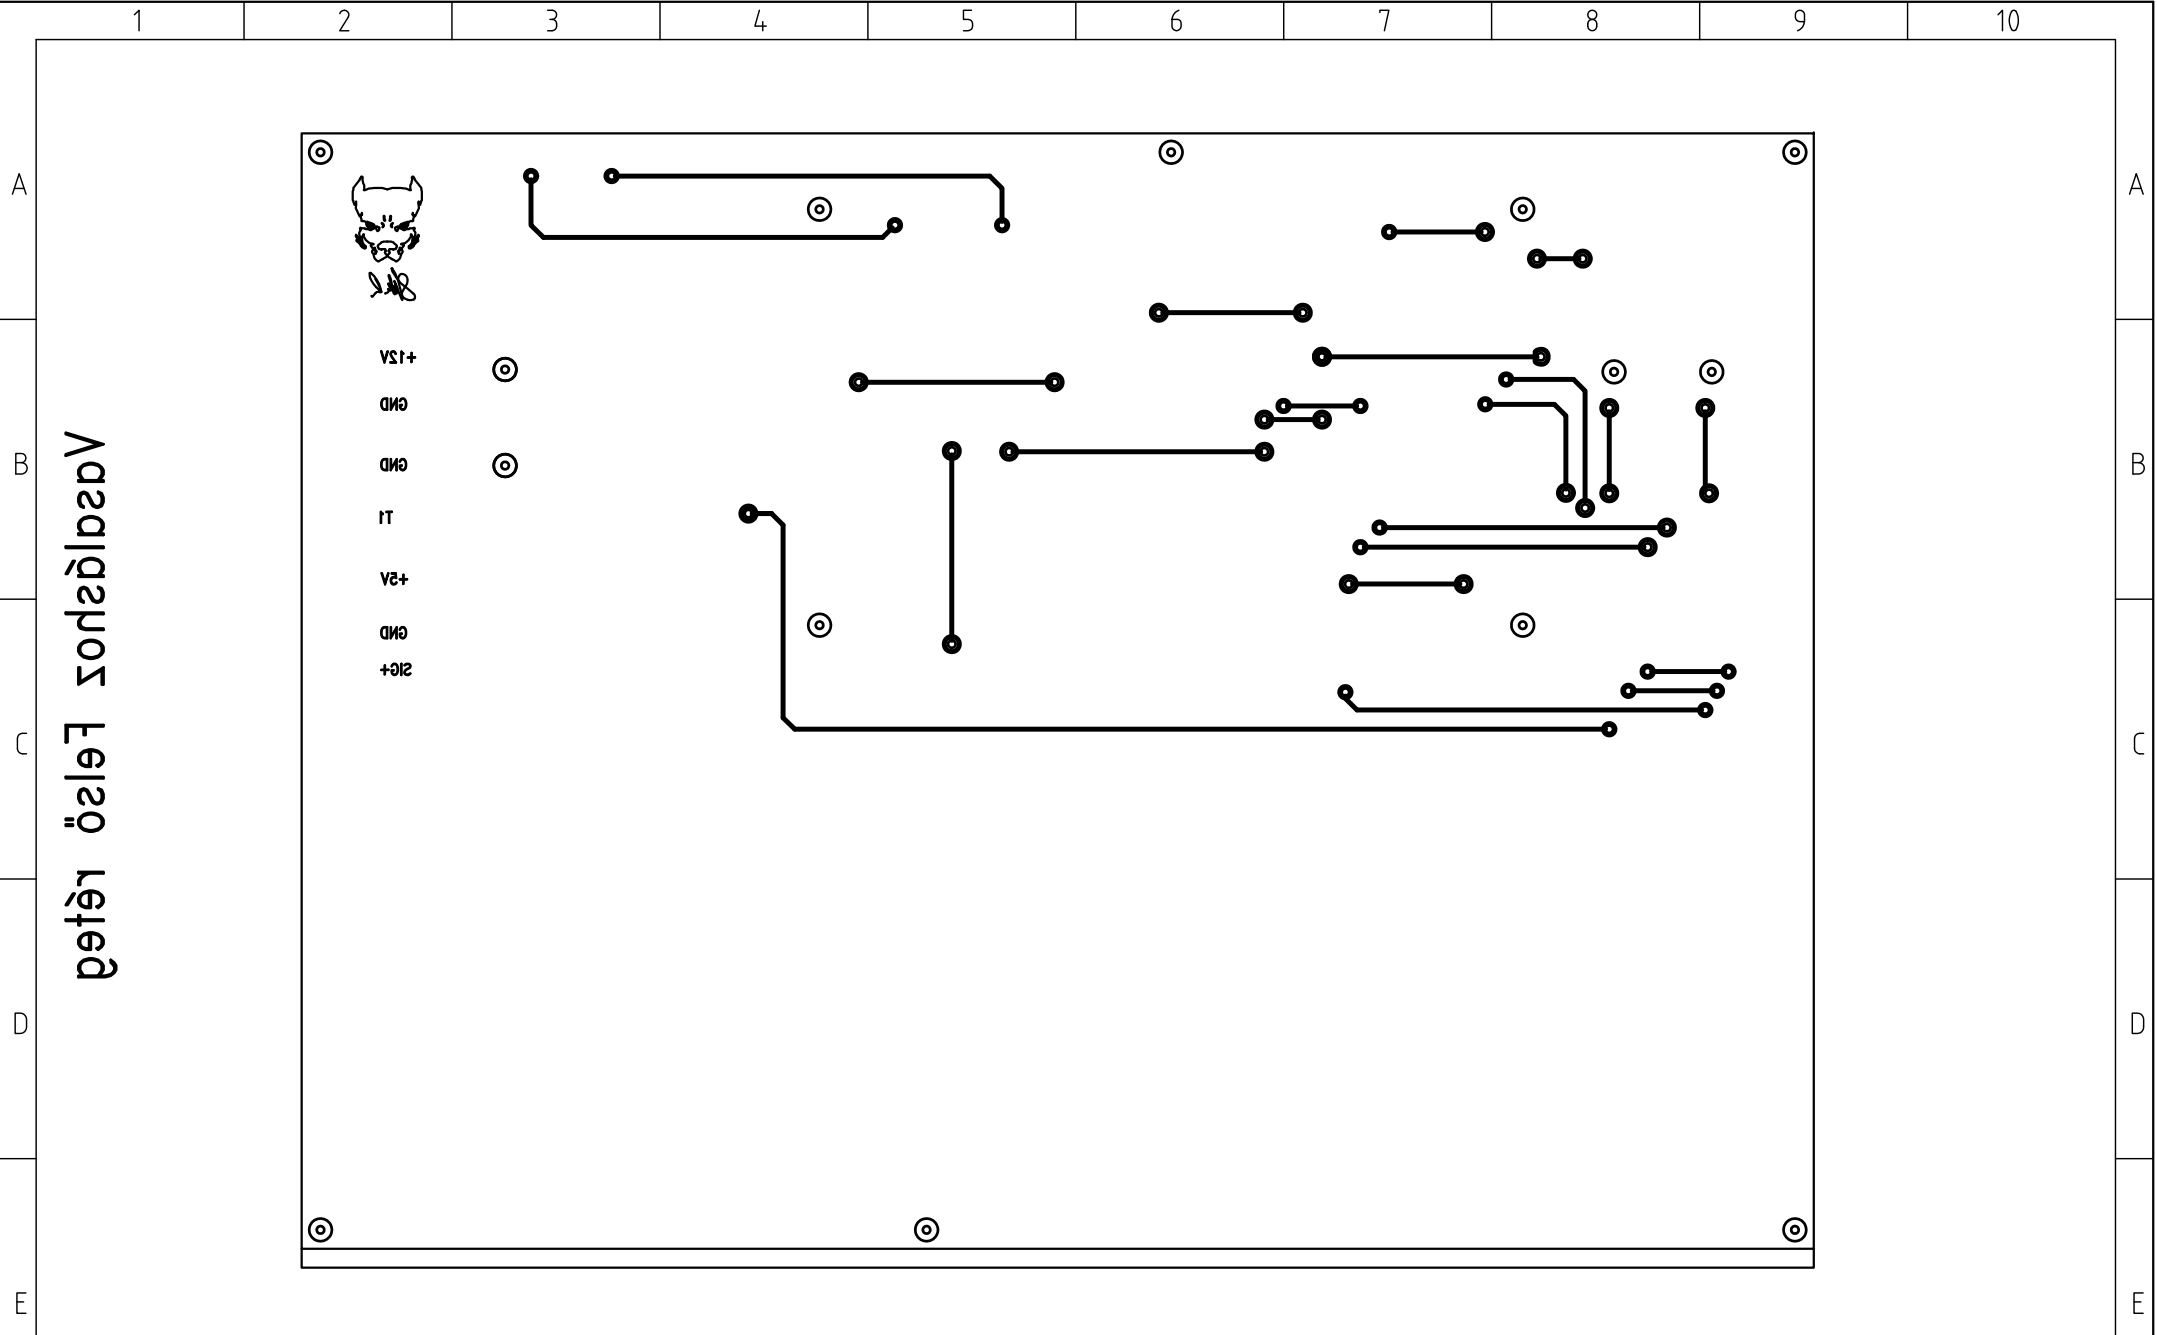 1 2 3 4 5 6 7 8 9 10
A A
+12V
GND
B B
GND
T1
+5V
GND
SIG+
C C
D D
E E
Vasaláshoz Felsö réteg